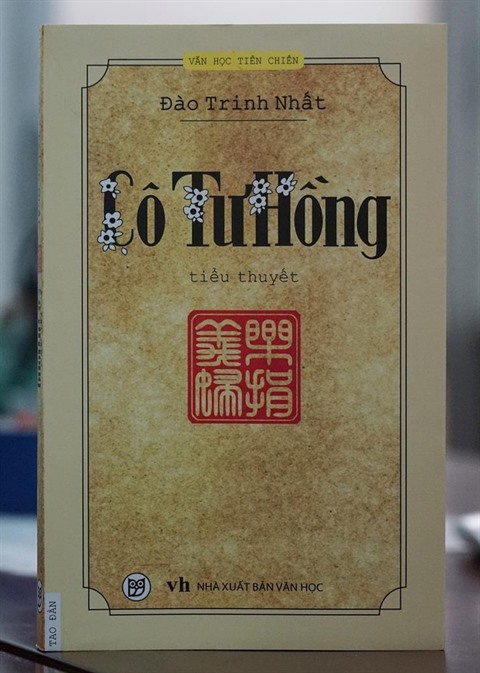 VĂN HỌC TIỀN CHIẾN
Đào Trinh Nhất
Cô Tư Hồng
tiểu thuyết
vh NHÀ XUẤT BẢN VĂN HỌC
TAO ĐÀN